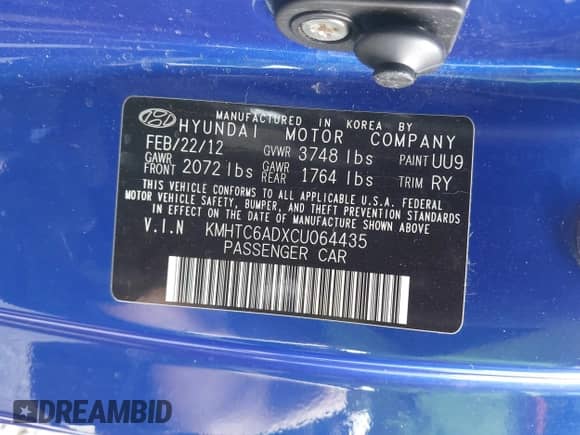 MANUFACTURED IN KOREA BY
HYUNDAI MOTOR COMPANY
FEB/22/12 GVWR 3748 lbs PAINT UU9
GAWR FRONT 2072 lbs GAWR REAR 1764 lbs TRIM RY
THIS VEHICLE CONFORMS TO ALL APPLICABLE U.S.A. FEDERAL
MOTOR VEHICLE SAFETY, BUMPER, AND THEFT PREVENTION STANDARDS
IN EFFECT ON THE DATE OF MANUFACTURE SHOWN ABOVE
V.I.N KMHTC6ADXCU064435
PASSENGER CAR
DREAMBID